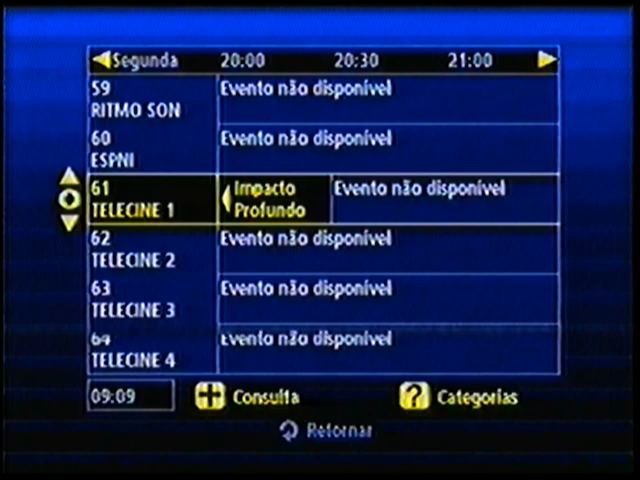 Segunda 20:00 20:30 21:00
59 Evento não disponível
RITMO SON
60 Evento não disponível
ESPNI
61 Impacto Evento não disponível
TELECINE 1 Profundo
62 Evento não disponível
TELECINE 2
63 Evento não disponível
TELECINE 3
64 Evento não disponível
TELECINE 4
09:09 + Consulta ? Categorias
Retornar